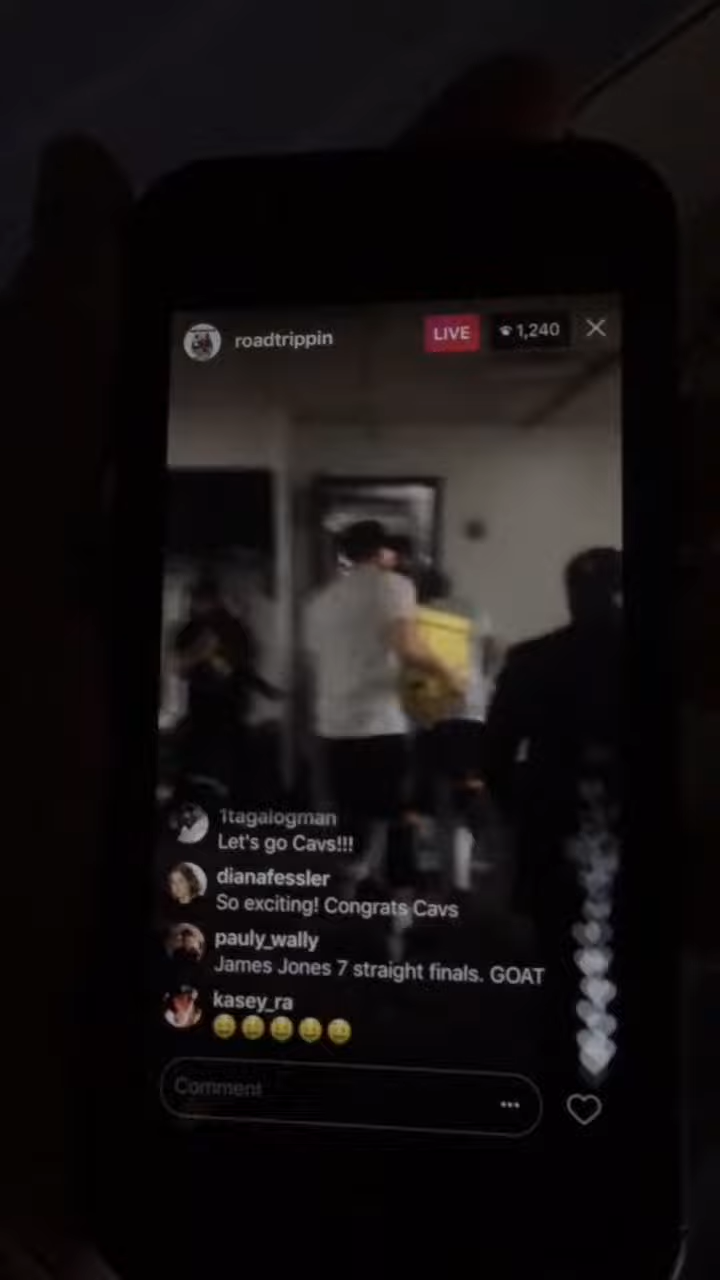 roadtrippin
LIVE
1,240
1tagalogman
Let's go Cavs!!!
dianafessler
So exciting! Congrats Cavs
pauly_wally
James Jones 7 straight finals. GOAT
kasey_ra
Comment